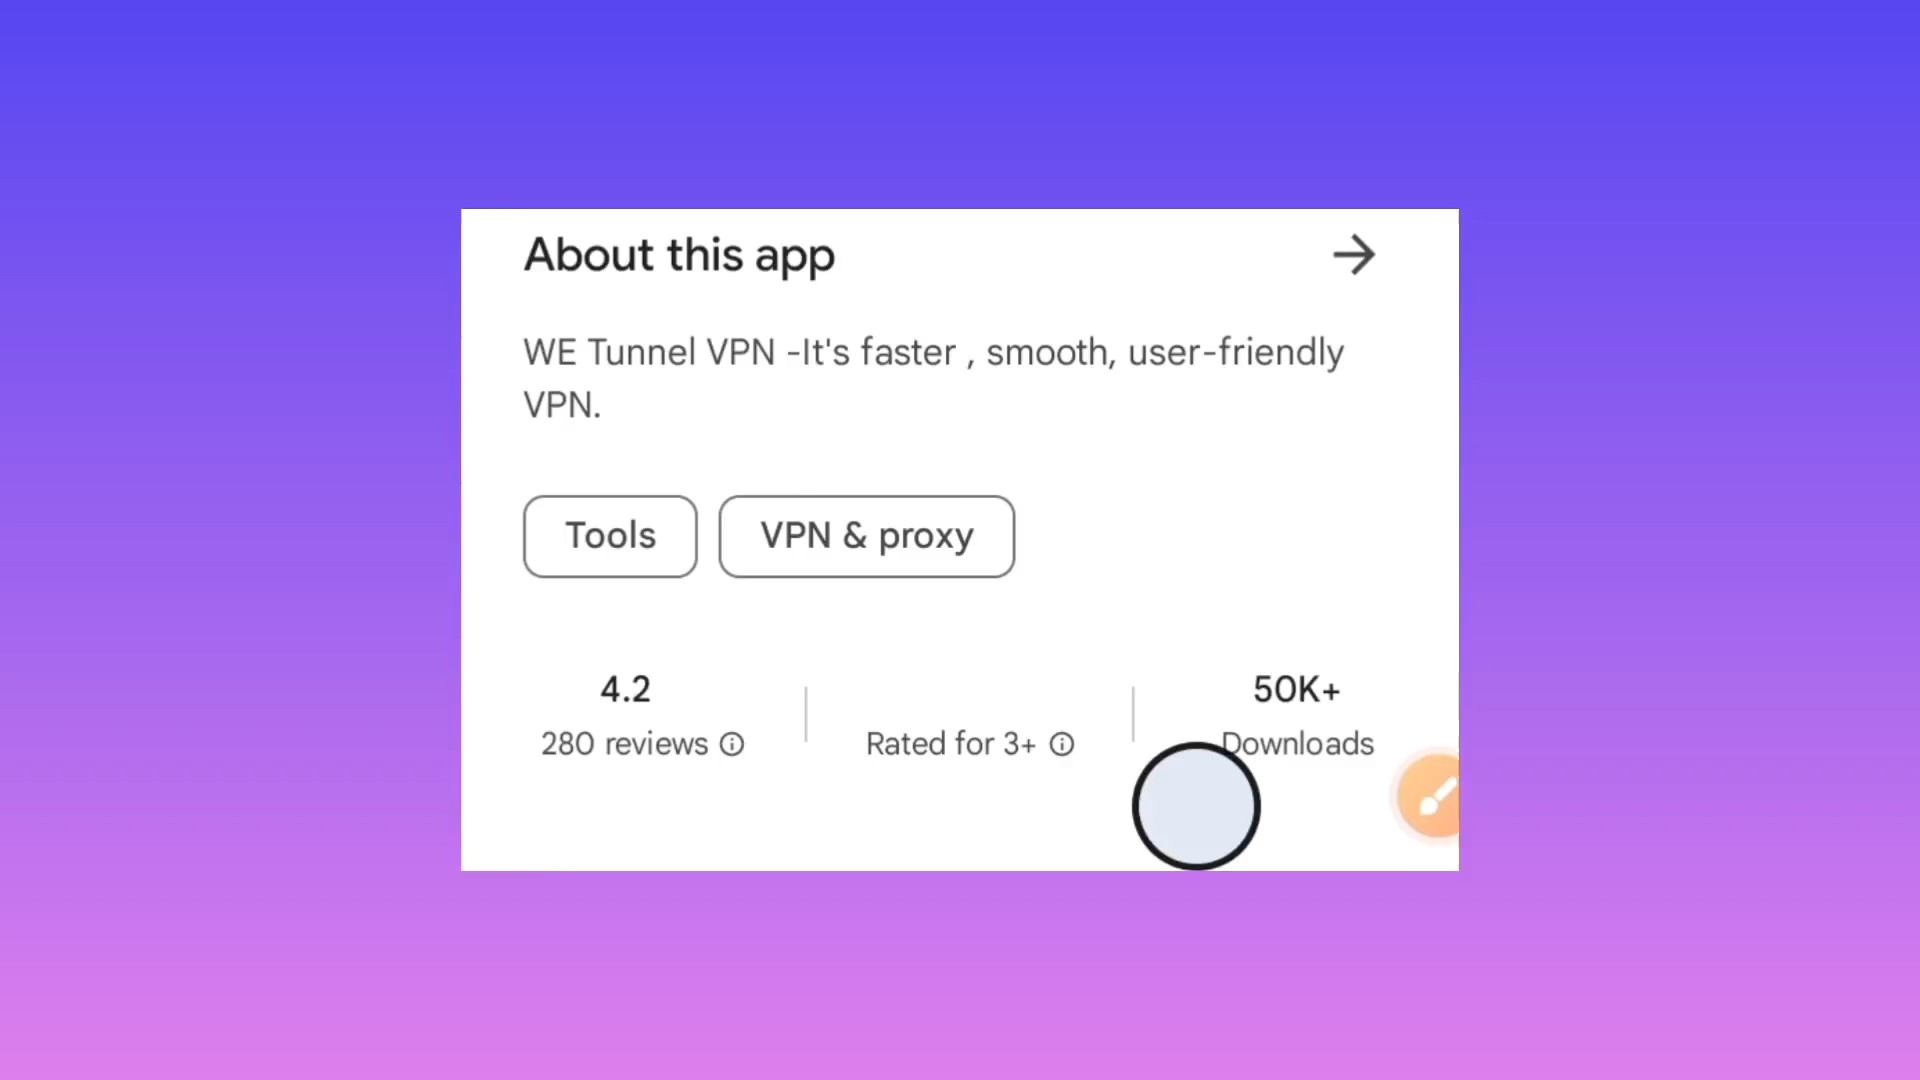 About this app
WE Tunnel VPN -It's faster , smooth, user-friendly
VPN.
Tools VPN & proxy
4.2 50K+
280 reviews Rated for 3+ Downloads